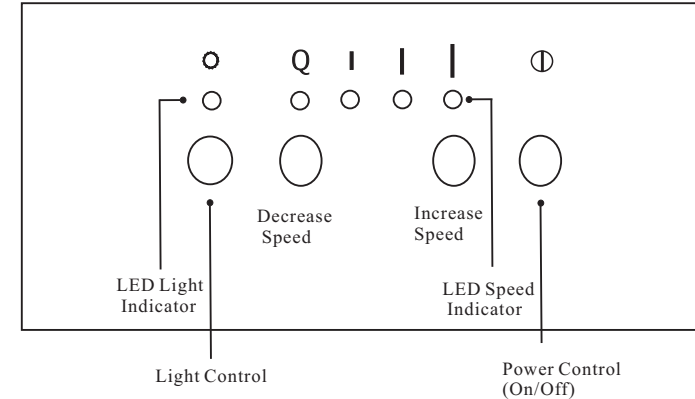 Q
Decrease
Speed
Increase
Speed
LED Light
Indicator
LED Speed
Indicator
Light Control
Power Control
(On/Off)